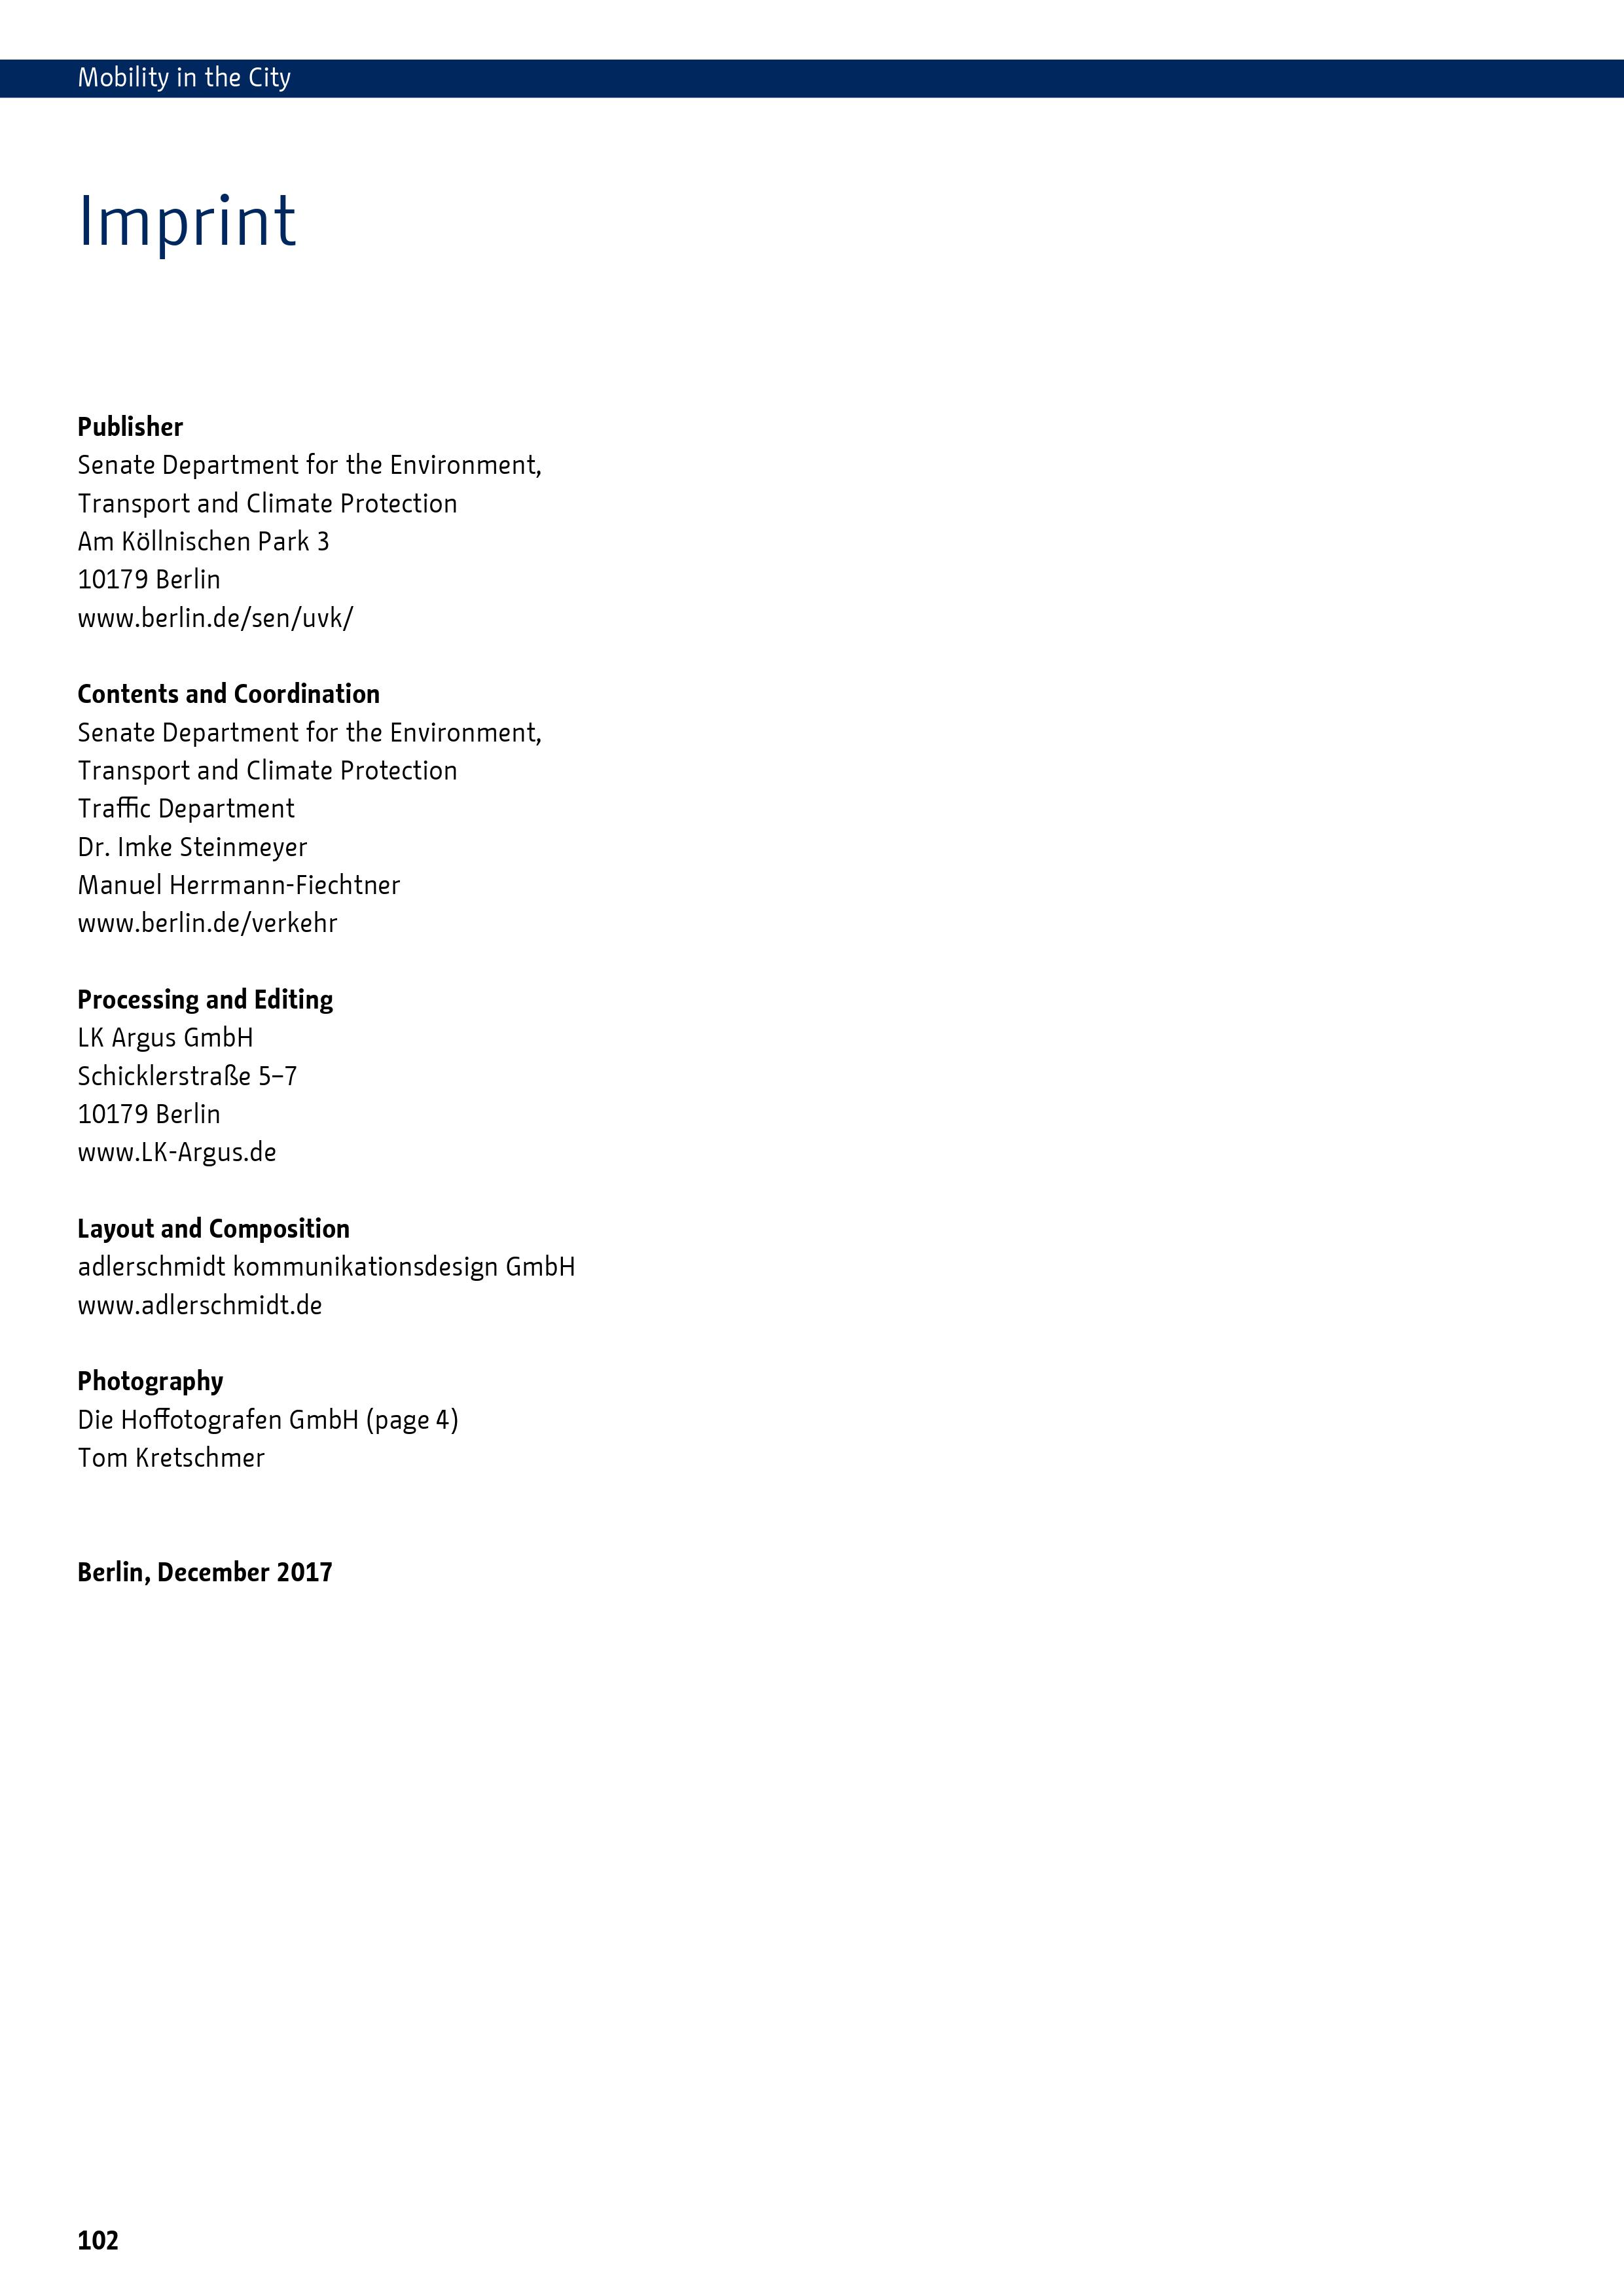 Mobility in the City
Imprint
Publisher
Senate Department for the Environment,
Transport and Climate Protection
Am Köllnischen Park 3
10179 Berlin
www.berlin.de/sen/uvk/
Contents and Coordination
Senate Department for the Environment,
Transport and Climate Protection
Traffic Department
Dr. Imke Steinmeyer
Manuel Herrmann-Fiechtner
www.berlin.de/verkehr
Processing and Editing
LK Argus GmbH
Schicklerstraße 5–7
10179 Berlin
www.LK-Argus.de
Layout and Composition
adlerschmidt kommunikationsdesign GmbH
www.adlerschmidt.de
Photography
Die Hoffotografen GmbH (page 4)
Tom Kretschmer
Berlin, December 2017
102